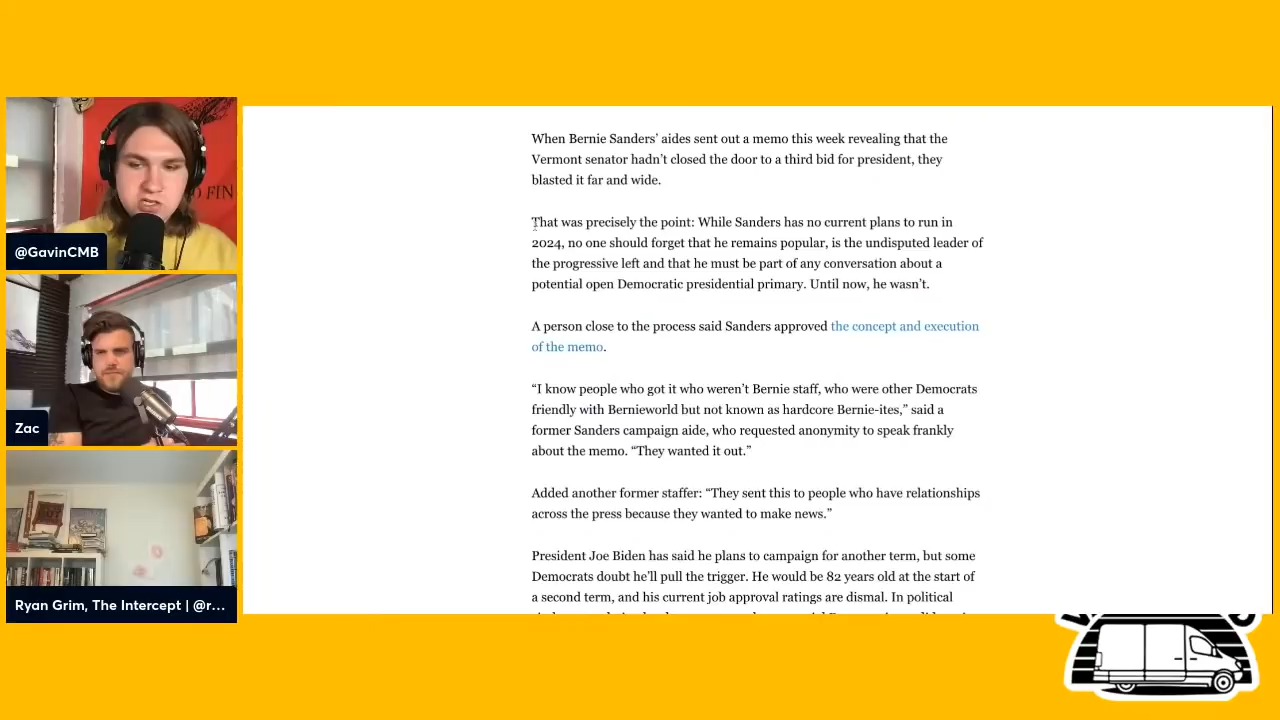 O FIN
@GavinCMB
Zac
Ryan Grim, The Intercept | @r...
When Bernie Sanders’ aides sent out a memo this week revealing that the
Vermont senator hadn’t closed the door to a third bid for president, they
blasted it far and wide.
That was precisely the point: While Sanders has no current plans to run in
2024, no one should forget that he remains popular, is the undisputed leader of
the progressive left and that he must be part of any conversation about a
potential open Democratic presidential primary. Until now, he wasn’t.
A person close to the process said Sanders approved the concept and execution
of the memo.
“I know people who got it who weren’t Bernie staff, who were other Democrats
friendly with Bernieworld but not known as hardcore Bernie-ites,” said a
former Sanders campaign aide, who requested anonymity to speak frankly
about the memo. “They wanted it out.”
Added another former staffer: “They sent this to people who have relationships
across the press because they wanted to make news.”
President Joe Biden has said he plans to campaign for another term, but some
Democrats doubt he’ll pull the trigger. He would be 82 years old at the start of
a second term, and his current job approval ratings are dismal. In political